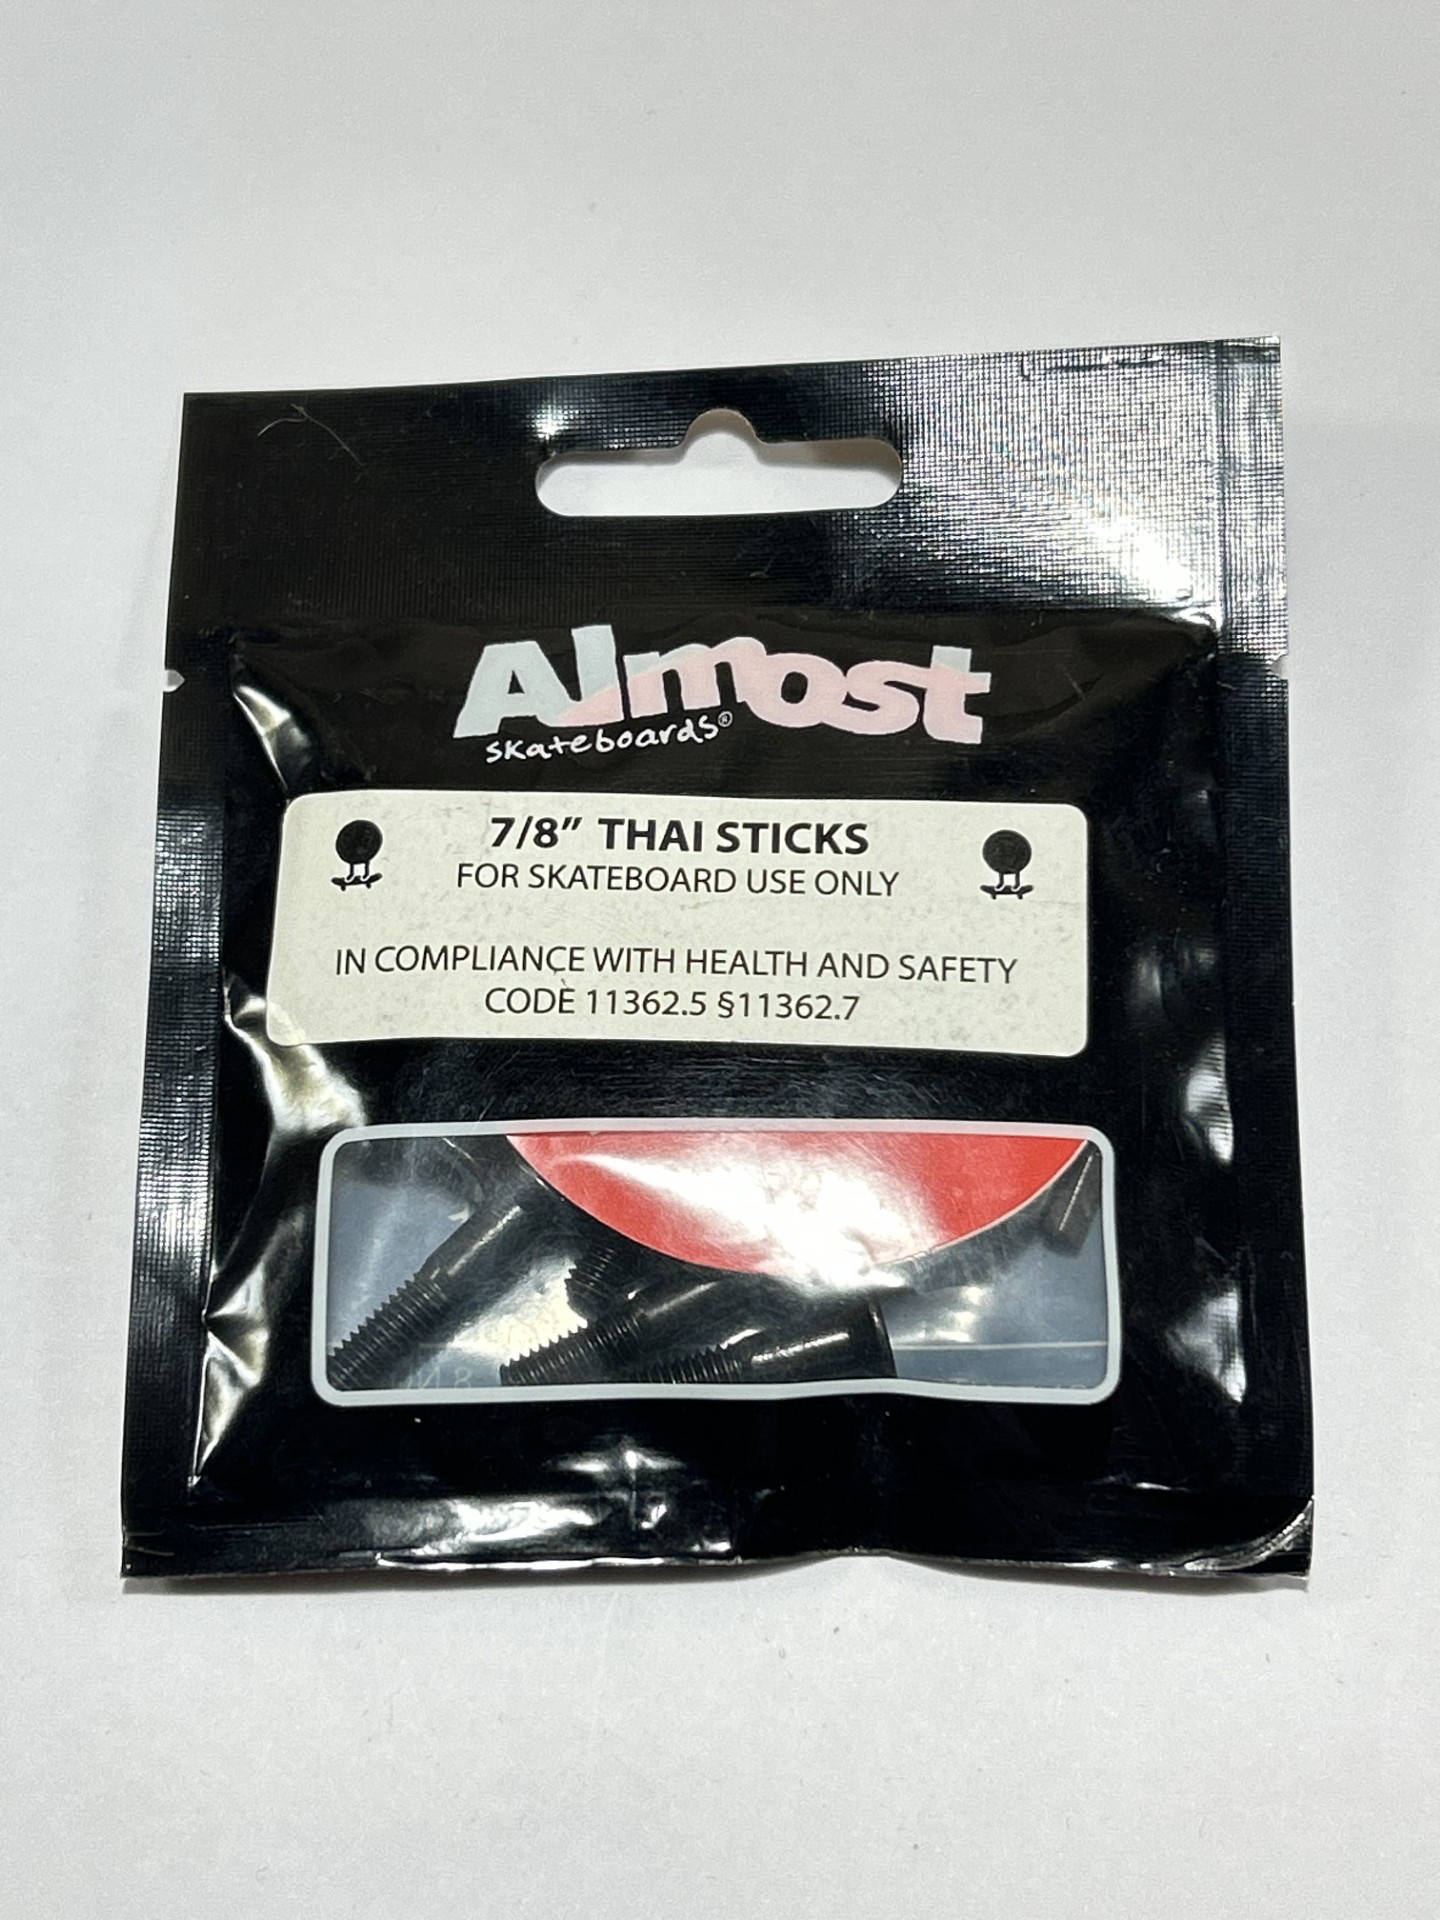 Almost
skateboards®
7/8" THAI STICKS
FOR SKATEBOARD USE ONLY
IN COMPLIANCE WITH HEALTH AND SAFETY
CODE 11362.5 §11362.7